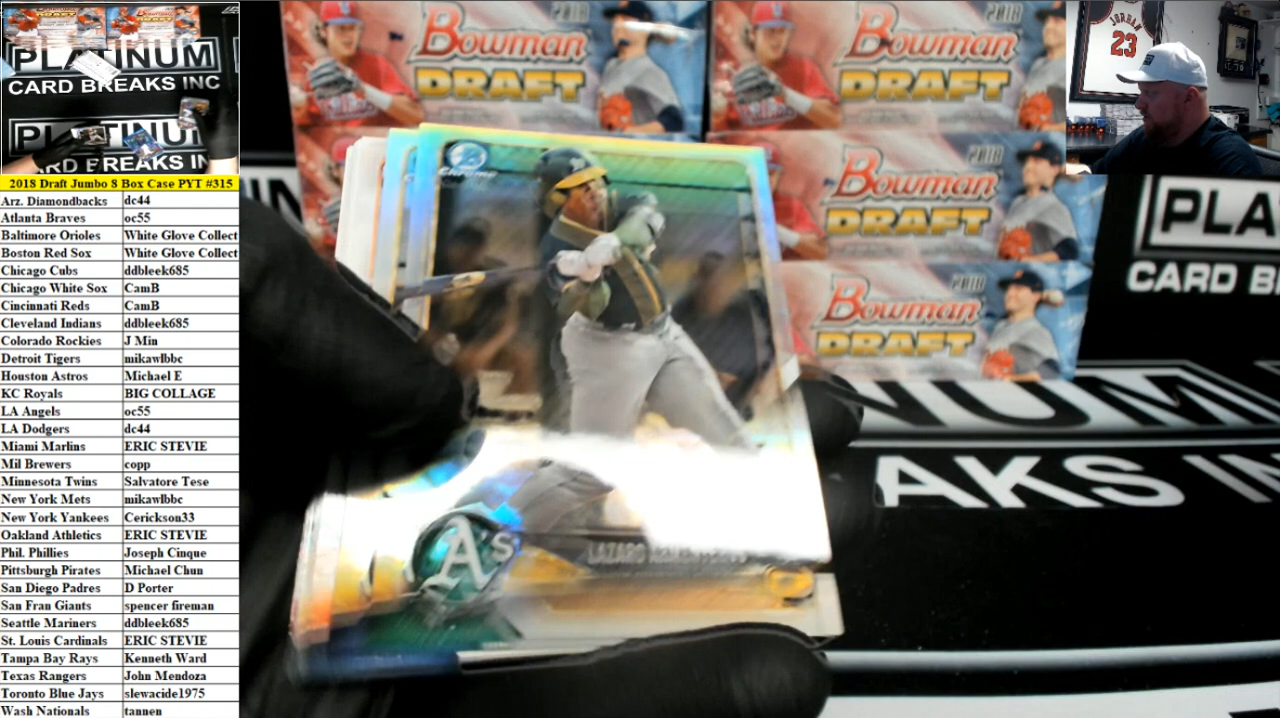 PLATINUM
CARD BREAKS INC
PLATINUM
CARD BREAKS IN
2018 Draft Jumbo 8 Box Case PYT #315
Arz. Diamondbacks dc44
Atlanta Braves oc55
Baltimore Orioles White Glove Collect
Boston Red Sox White Glove Collect
Chicago Cubs ddbleek685
Chicago White Sox CamB
Cincinnati Reds CamB
Cleveland Indians ddbleek685
Colorado Rockies J Min
Detroit Tigers mikawlbbc
Houston Astros Michael E
KC Royals BIG COLLAGE
LA Angels oc55
LA Dodgers dc44
Miami Marlins ERIC STEVIE
Mil Brewers copp
Minnesota Twins Salvatore Tese
New York Mets mikawlbbc
New York Yankees Cerickson33
Oakland Athletics ERIC STEVIE
Phil. Phillies Joseph Cinque
Pittsburgh Pirates Michael Chun
San Diego Padres D Porter
San Fran Giants spencer fireman
Seattle Mariners ddbleek685
St. Louis Cardinals ERIC STEVIE
Tampa Bay Rays Kenneth Ward
Texas Rangers John Mendoza
Toronto Blue Jays slewacide1975
Wash Nationals tannen
2018
Bowman
DRAFT
2018
Bowman
DRAFT
2018
Bowman
DRAFT
2018
Bowman
DRAFT
Chrome
A's
LAZARO
JORDAN
23
PLA
CARD B
NUM
AKS IN